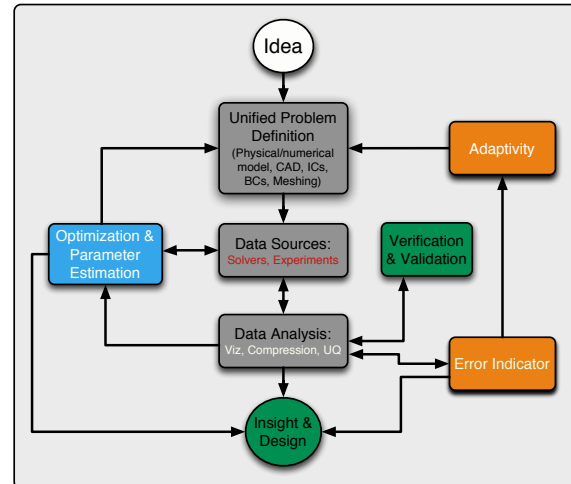 Idea
Unified Problem
Definition
(Physical/numerical
model, CAD, ICs,
BCs, Meshing)
Adaptivity
Optimization &
Parameter
Estimation
Data Sources:
Solvers, Experiments
Verification
& Validation
Data Analysis:
Viz, Compression, UQ
Error Indicator
Insight &
Design